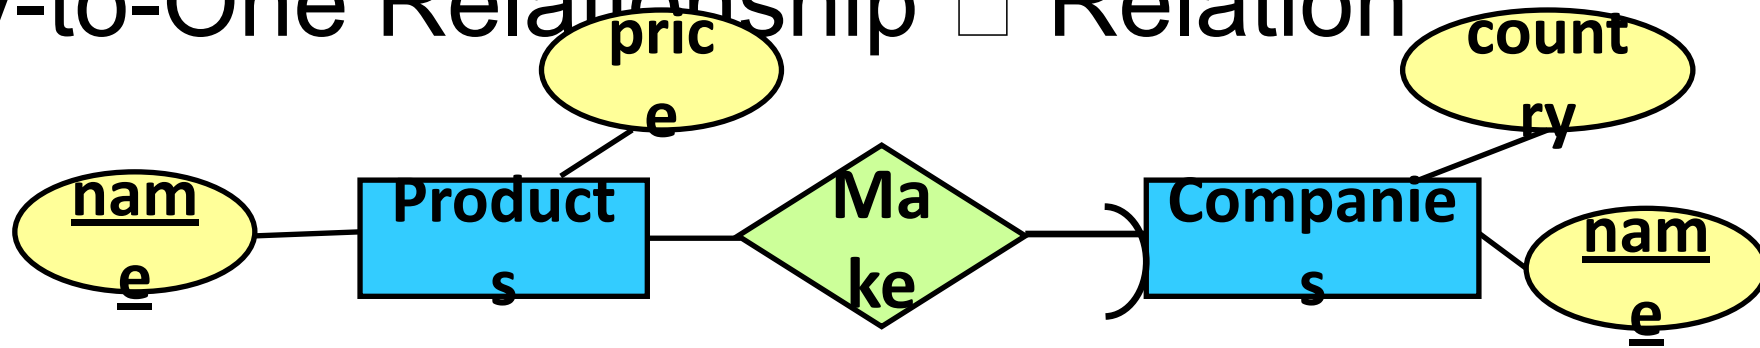 y-to-One Relationship □ Relation
pric
e
count
ry
nam
e
Product
s
Ma
ke
Companie
s
nam
e